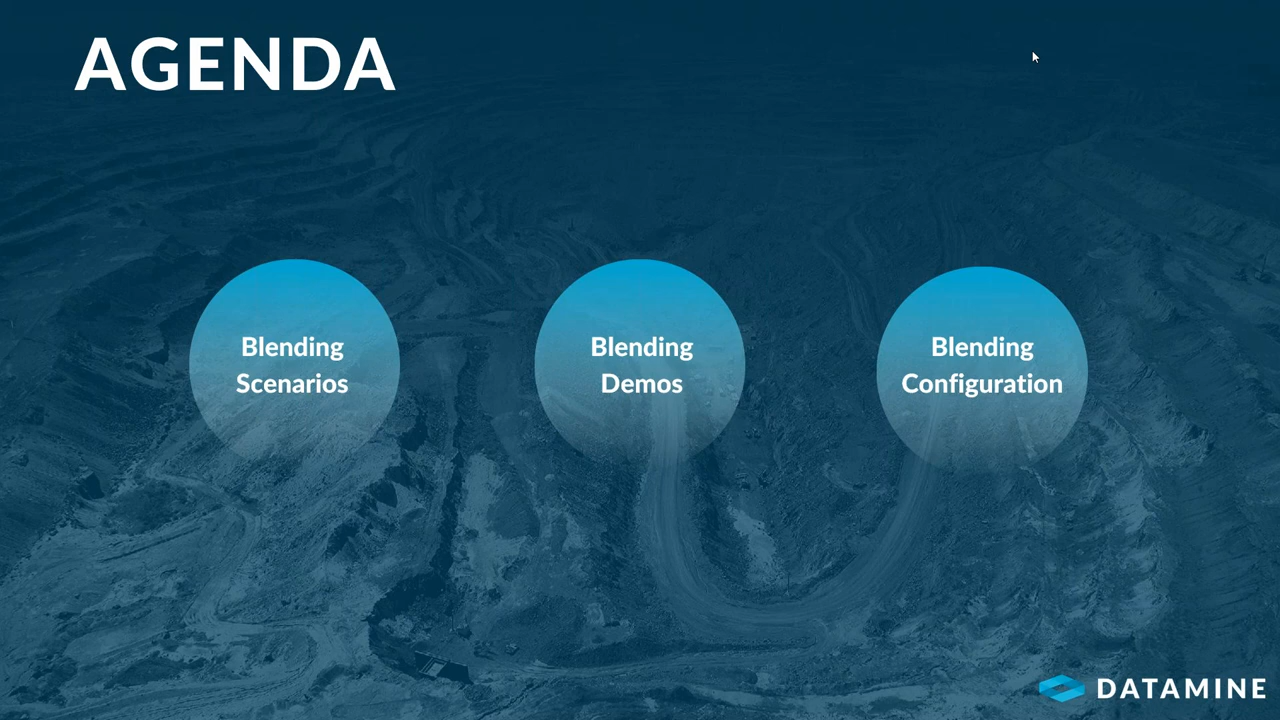 AGENDA
Blending
Scenarios
Blending
Demos
Blending
Configuration
DATAMINE